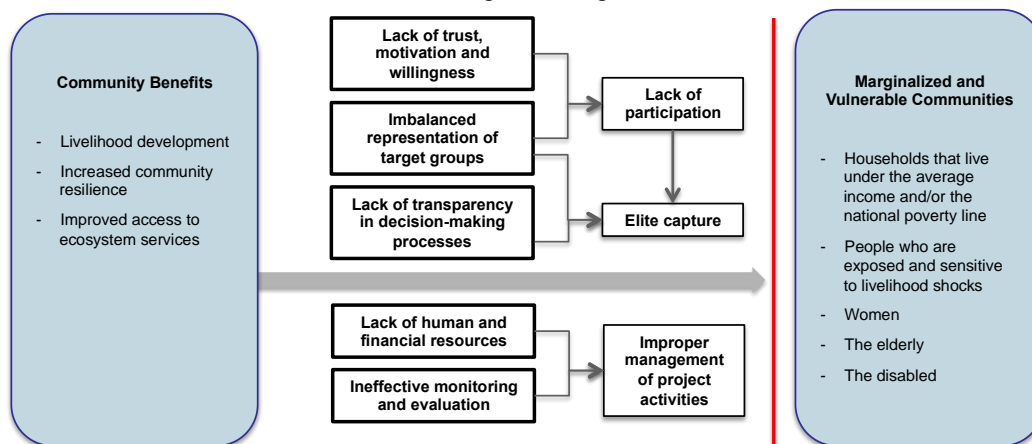 Community Benefits
- Livelihood development
- Increased community
resilience
- Improved access to
ecosystem services
Lack of trust,
motivation and
willingness
Imbalanced
representation of
target groups
Lack of transparency
in decision-making
processes
Lack of
participation
Elite capture
Lack of human and
financial resources
Ineffective monitoring
and evaluation
Improper
management
of project
activities
Marginalized and
Vulnerable Communities
- Households that live
under the average
income and/or the
national poverty line
- People who are
exposed and sensitive
to livelihood shocks
- Women
- The elderly
- The disabled